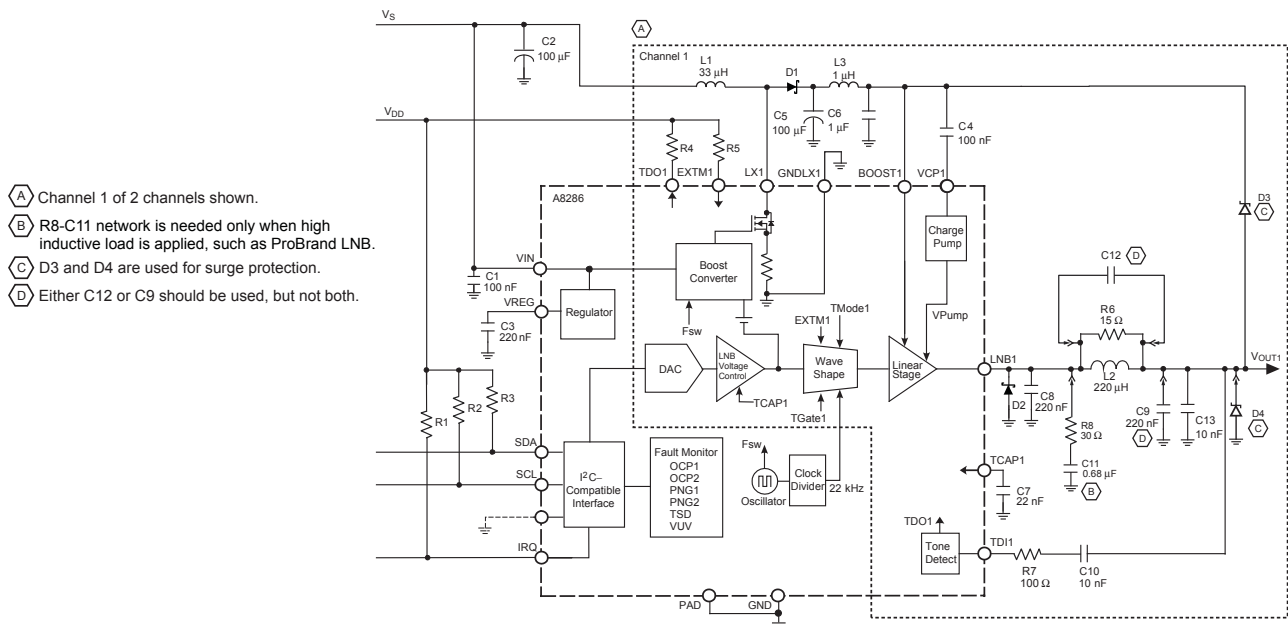 VS
C2
100 µF
A
Channel 1
L1
33 µH
D1
L3
1 µH
C5
100 µF
C6
1 µF
C4
100 nF
VDD
R4
R5
TDO1
EXTM1
LX1
GNDLX1
BOOST1
VCP1
A8286
D3
C
A Channel 1 of 2 channels shown.
B R8-C11 network is needed only when high
inductive load is applied, such as ProBrand LNB.
C D3 and D4 are used for surge protection.
D Either C12 or C9 should be used, but not both.
VIN
C1
100 nF
VREG
C3
220 nF
Regulator
Boost
Converter
Fsw
Charge
Pump
VPump
TMode1
EXTM1
C12
D
R6
15 Ω
L2
220 µH
DAC
LNB
Voltage
Control
TCAP1
Wave
Shape
TGate1
Linear
Stage
LNB1
VOUT1
D2
C8
220 nF
R8
30 Ω
C11
0.68 µF
B
C9
220 nF
D
C13
10 nF
D4
C
R1
R2
R3
SDA
SCL
IRQ
I2C–
Compatible
Interface
Fault Monitor
OCP1
OCP2
PNG1
PNG2
TSD
VUV
Fsw
Oscillator
Clock
Divider
22 kHz
TCAP1
C7
22 nF
TDO1
Tone
Detect
TDI1
R7
100 Ω
C10
10 nF
PAD
GND